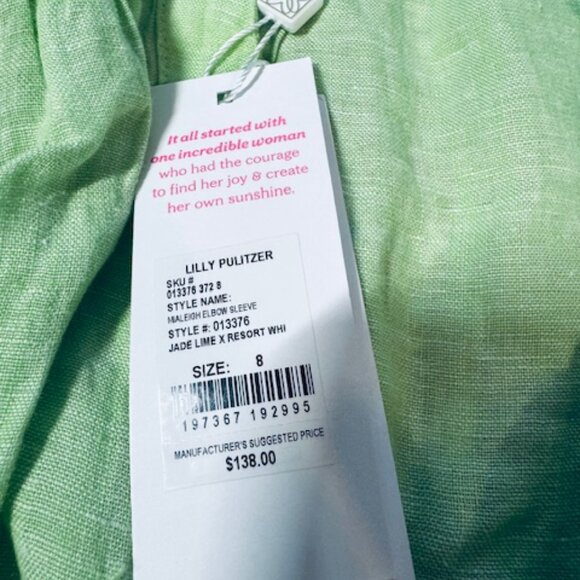 It all started with
one incredible woman
who had the courage
to find her joy & create
her own sunshine.
LILLY PULITZER
SKU #
013376 372 8
STYLE NAME:
MIALEIGH ELBOW SLEEVE
STYLE #: 013376
JADE LIME X RESORT WHI
SIZE: 8
197367 192995
MANUFACTURER'S SUGGESTED PRICE
$138.00